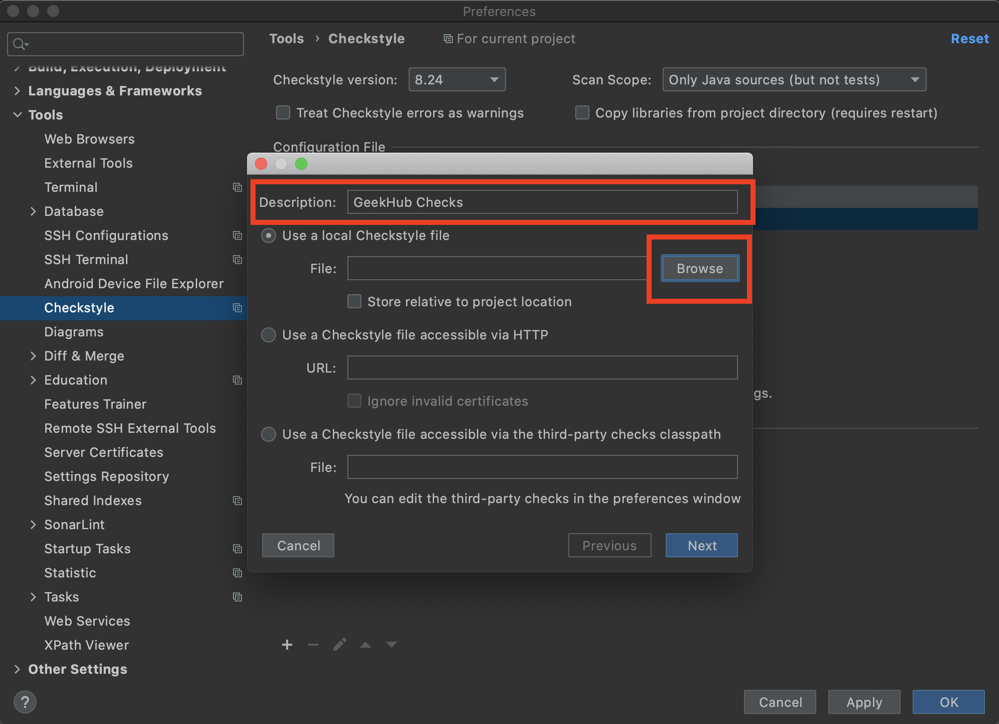 Preferences
Tools › Checkstyle For current project Reset
Build, Execution, Deployment
Languages & Frameworks
Tools
Web Browsers
External Tools
Terminal
Database
SSH Configurations
SSH Terminal
Android Device File Explorer
Checkstyle
Diagrams
Diff & Merge
Education
Features Trainer
Remote SSH External Tools
Server Certificates
Settings Repository
Shared Indexes
SonarLint
Startup Tasks
Statistic
Tasks
Web Services
XPath Viewer
Other Settings
?
Checkstyle version: 8.24 Scan Scope: Only Java sources (but not tests)
Treat Checkstyle errors as warnings Copy libraries from project directory (requires restart)
Configuration File
Description: GeekHub Checks
Use a local Checkstyle file
File: Browse
Store relative to project location
Use a Checkstyle file accessible via HTTP
URL:
gs.
Ignore invalid certificates
Use a Checkstyle file accessible via the third-party checks classpath
File:
You can edit the third-party checks in the preferences window
Cancel Previous Next
Cancel Apply OK